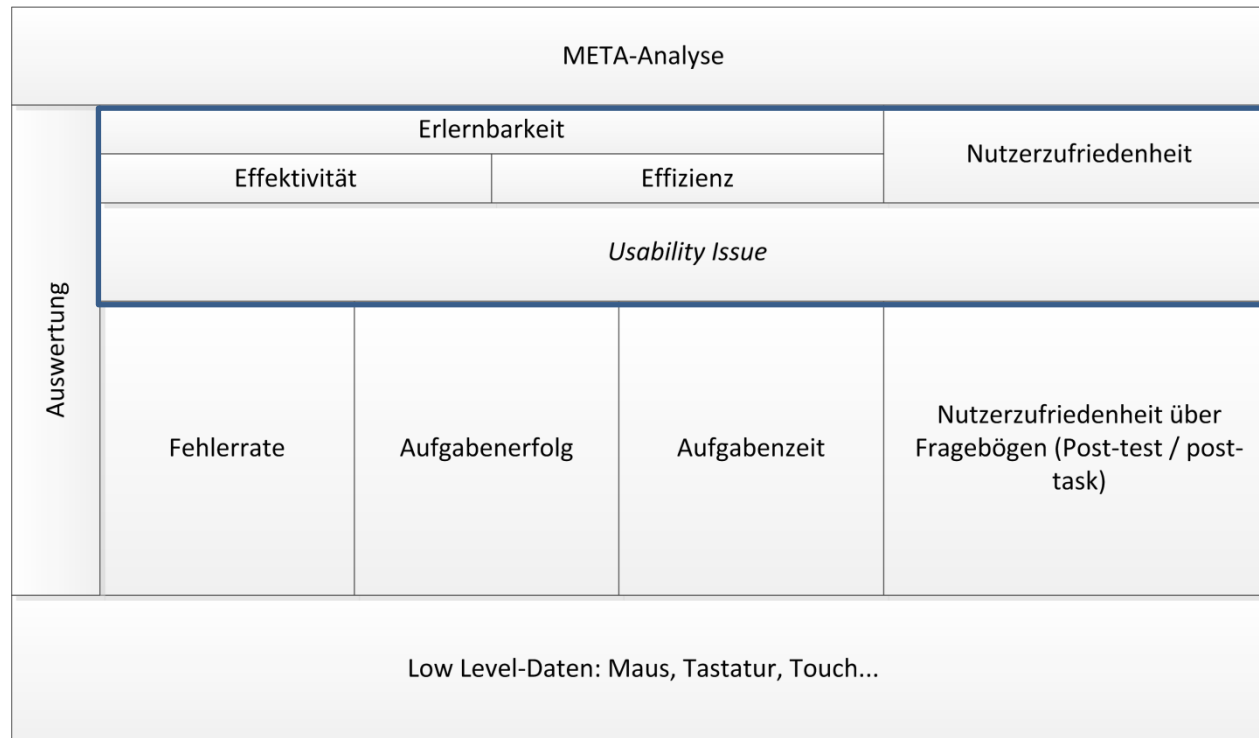 META-Analyse
Auswertung
Erlernbarkeit
Nutzerzufriedenheit
Effektivität
Effizienz
Usability Issue
Fehlerrate
Aufgabenerfolg
Aufgabenzeit
Nutzerzufriedenheit über
Fragebögen (Post-test / post-
task)
Low Level-Daten: Maus, Tastatur, Touch...